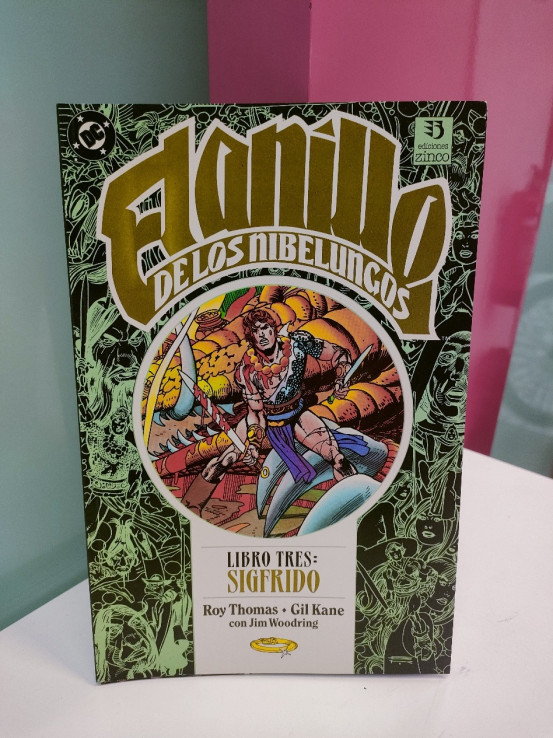 DC
ediciones
zinco
El anillo
DE LOS NIBELUNGOS
LIBRO TRES:
SIGFRIDO
Roy Thomas • Gil Kane
con Jim Woodring